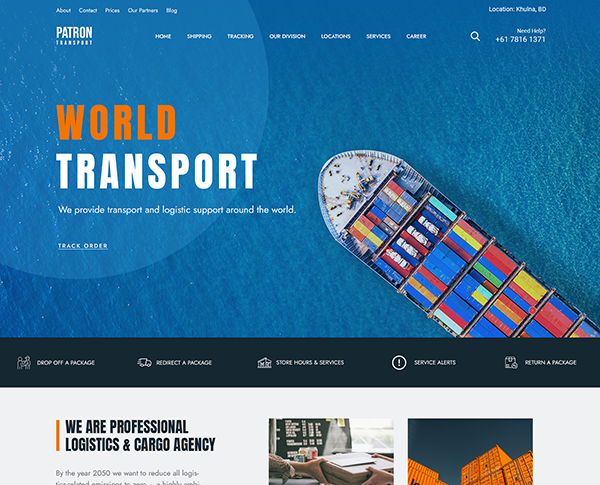 About Contact Prices Our Partners Blog Location: Khulna, BD
PATRON
TRANSPORT
HOME SHIPPING TRACKING OUR DIVISION LOCATIONS SERVICES CAREER
Need Help?
+61 7816 1371
WORLD
TRANSPORT
We provide transport and logistic support around the world.
TRACK ORDER
DROP OFF A PACKAGE REDIRECT A PACKAGE STORE HOURS & SERVICES SERVICE ALERTS RETURN A PACKAGE
WE ARE PROFESSIONAL
LOGISTICS & CARGO AGENCY
By the year 2050 we want to reduce all logis-
tics related emissions to zero – a highly ambi-